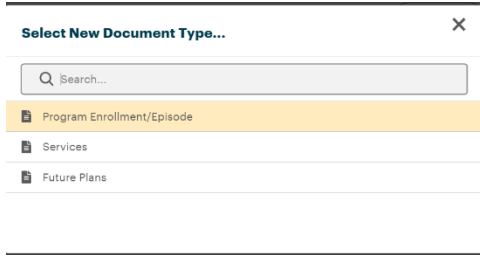 Select New Document Type...
Search...
Program Enrollment/Episode
Services
Future Plans